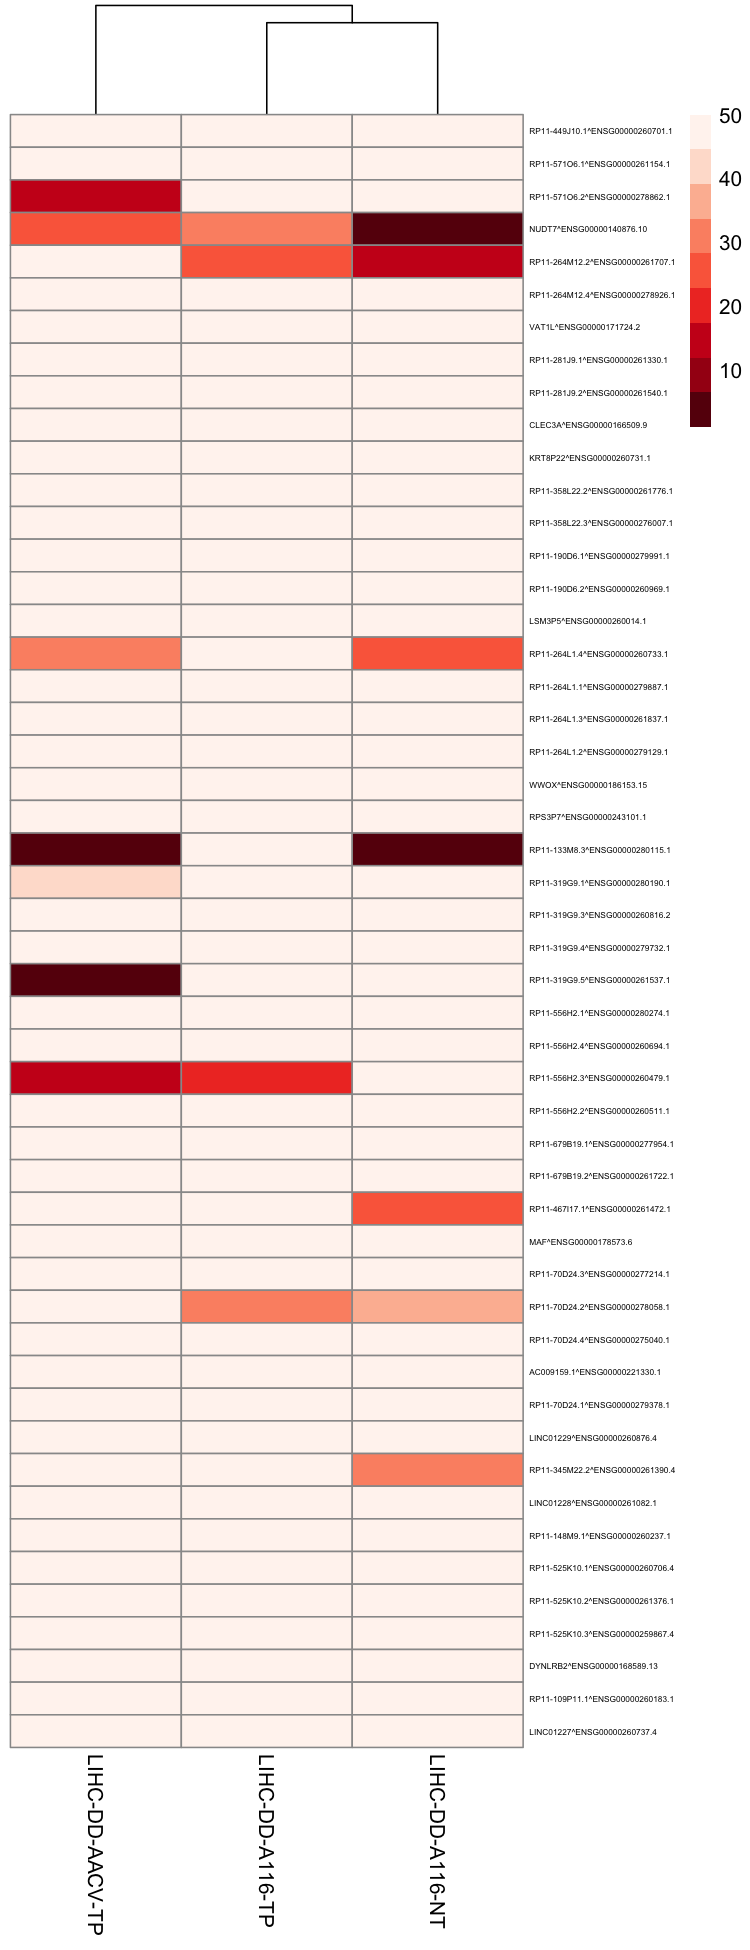 50
40
30
20
10
RP11-449J10.1^ENSG00000260701.1
RP11-571O6.1^ENSG00000261154.1
RP11-571O6.2^ENSG00000278862.1
NUDT7^ENSG00000140876.10
RP11-264M12.2^ENSG00000261707.1
RP11-264M12.4^ENSG00000278926.1
VAT1L^ENSG00000171724.2
RP11-281J9.1^ENSG00000261330.1
RP11-281J9.2^ENSG00000261540.1
CLEC3A^ENSG00000166509.9
KRT8P22^ENSG00000260731.1
RP11-358L22.2^ENSG00000261776.1
RP11-358L22.3^ENSG00000276007.1
RP11-190D6.1^ENSG00000279991.1
RP11-190D6.2^ENSG00000260969.1
LSM3P5^ENSG00000260014.1
RP11-264L1.4^ENSG00000260733.1
RP11-264L1.1^ENSG00000279887.1
RP11-264L1.3^ENSG00000261837.1
RP11-264L1.2^ENSG00000279129.1
WWOX^ENSG00000186153.15
RPS3P7^ENSG00000243101.1
RP11-133M8.3^ENSG00000280115.1
RP11-319G9.1^ENSG00000280190.1
RP11-319G9.3^ENSG00000260816.2
RP11-319G9.4^ENSG00000279732.1
RP11-319G9.5^ENSG00000261537.1
RP11-556H2.1^ENSG00000280274.1
RP11-556H2.4^ENSG00000260694.1
RP11-556H2.3^ENSG00000260479.1
RP11-556H2.2^ENSG00000260511.1
RP11-679B19.1^ENSG00000277954.1
RP11-679B19.2^ENSG00000261722.1
RP11-467I17.1^ENSG00000261472.1
MAF^ENSG00000178573.6
RP11-70D24.3^ENSG00000277214.1
RP11-70D24.2^ENSG00000278058.1
RP11-70D24.4^ENSG00000275040.1
AC009159.1^ENSG00000221330.1
RP11-70D24.1^ENSG00000279378.1
LINC01229^ENSG00000260876.4
RP11-345M22.2^ENSG00000261390.4
LINC01228^ENSG00000261082.1
RP11-148M9.1^ENSG00000260237.1
RP11-525K10.1^ENSG00000260706.4
RP11-525K10.2^ENSG00000261376.1
RP11-525K10.3^ENSG00000259867.4
DYNLRB2^ENSG00000168589.13
RP11-109P11.1^ENSG00000260183.1
LINC01227^ENSG00000260737.4
LIHC-DD-AACV-TP
LIHC-DD-A116-TP
LIHC-DD-A116-NT